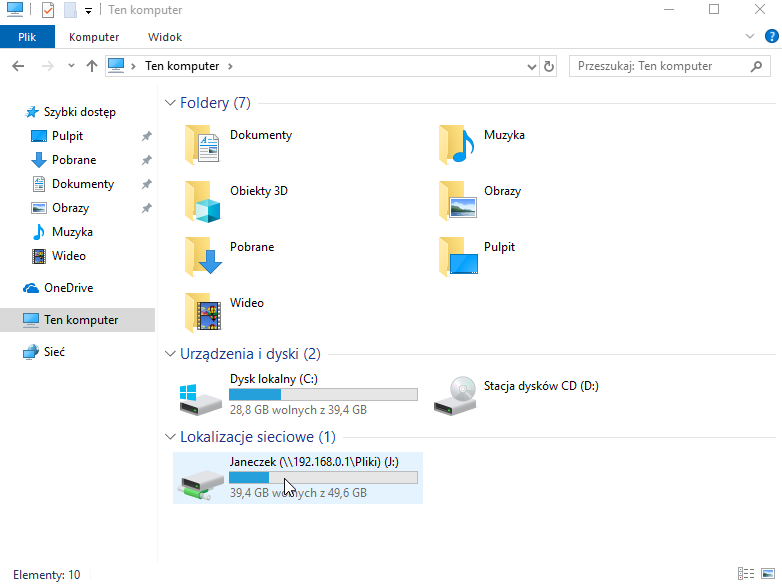 Ten komputer
Plik Komputer Widok
Ten komputer
Przeszukaj: Ten komputer
Szybki dostęp
Pulpit
Pobrane
Dokumenty
Obrazy
Muzyka
Wideo
OneDrive
Ten komputer
Sieć
Foldery (7)
Dokumenty
Muzyka
Obiekty 3D
Obrazy
Pobrane
Pulpit
Wideo
Urządzenia i dyski (2)
Dysk lokalny (C:)
28,8 GB wolnych z 39,4 GB
Stacja dysków CD (D:)
Lokalizacje sieciowe (1)
Janeczek (\\192.168.0.1\Pliki) (J:)
39,4 GB wolnych z 49,6 GB
Elementy: 10